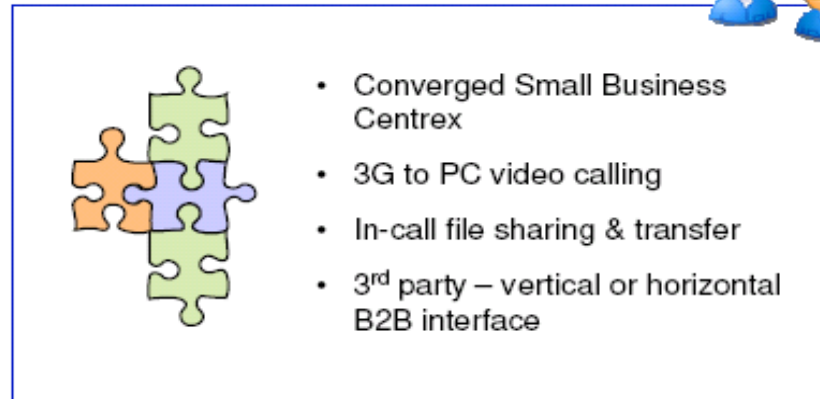 • Converged Small Business
Centrex
• 3G to PC video calling
• In-call file sharing & transfer
• 3rd party – vertical or horizontal
B2B interface